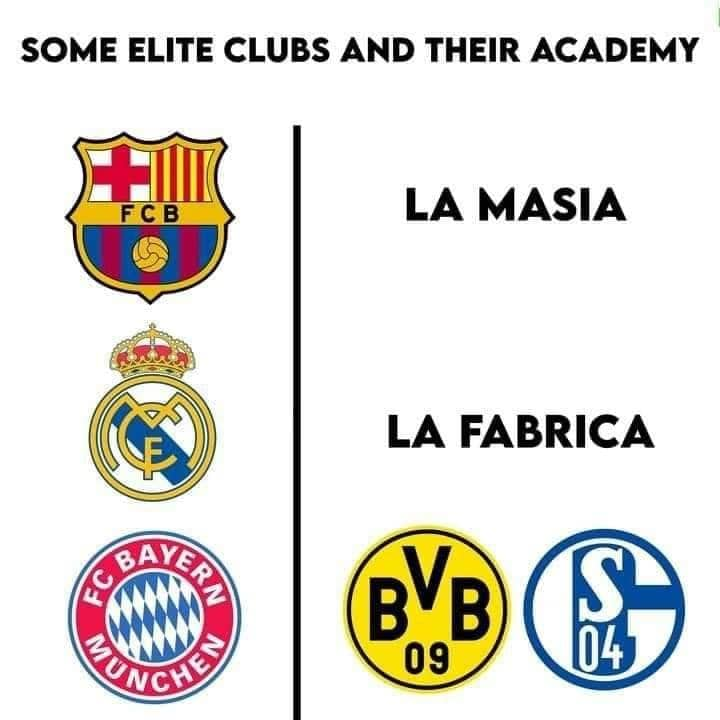 SOME ELITE CLUBS AND THEIR ACADEMY
FCB
LA MASIA
LA FABRICA
FC BAYERN
MÜNCHEN
BVB
09
S
04